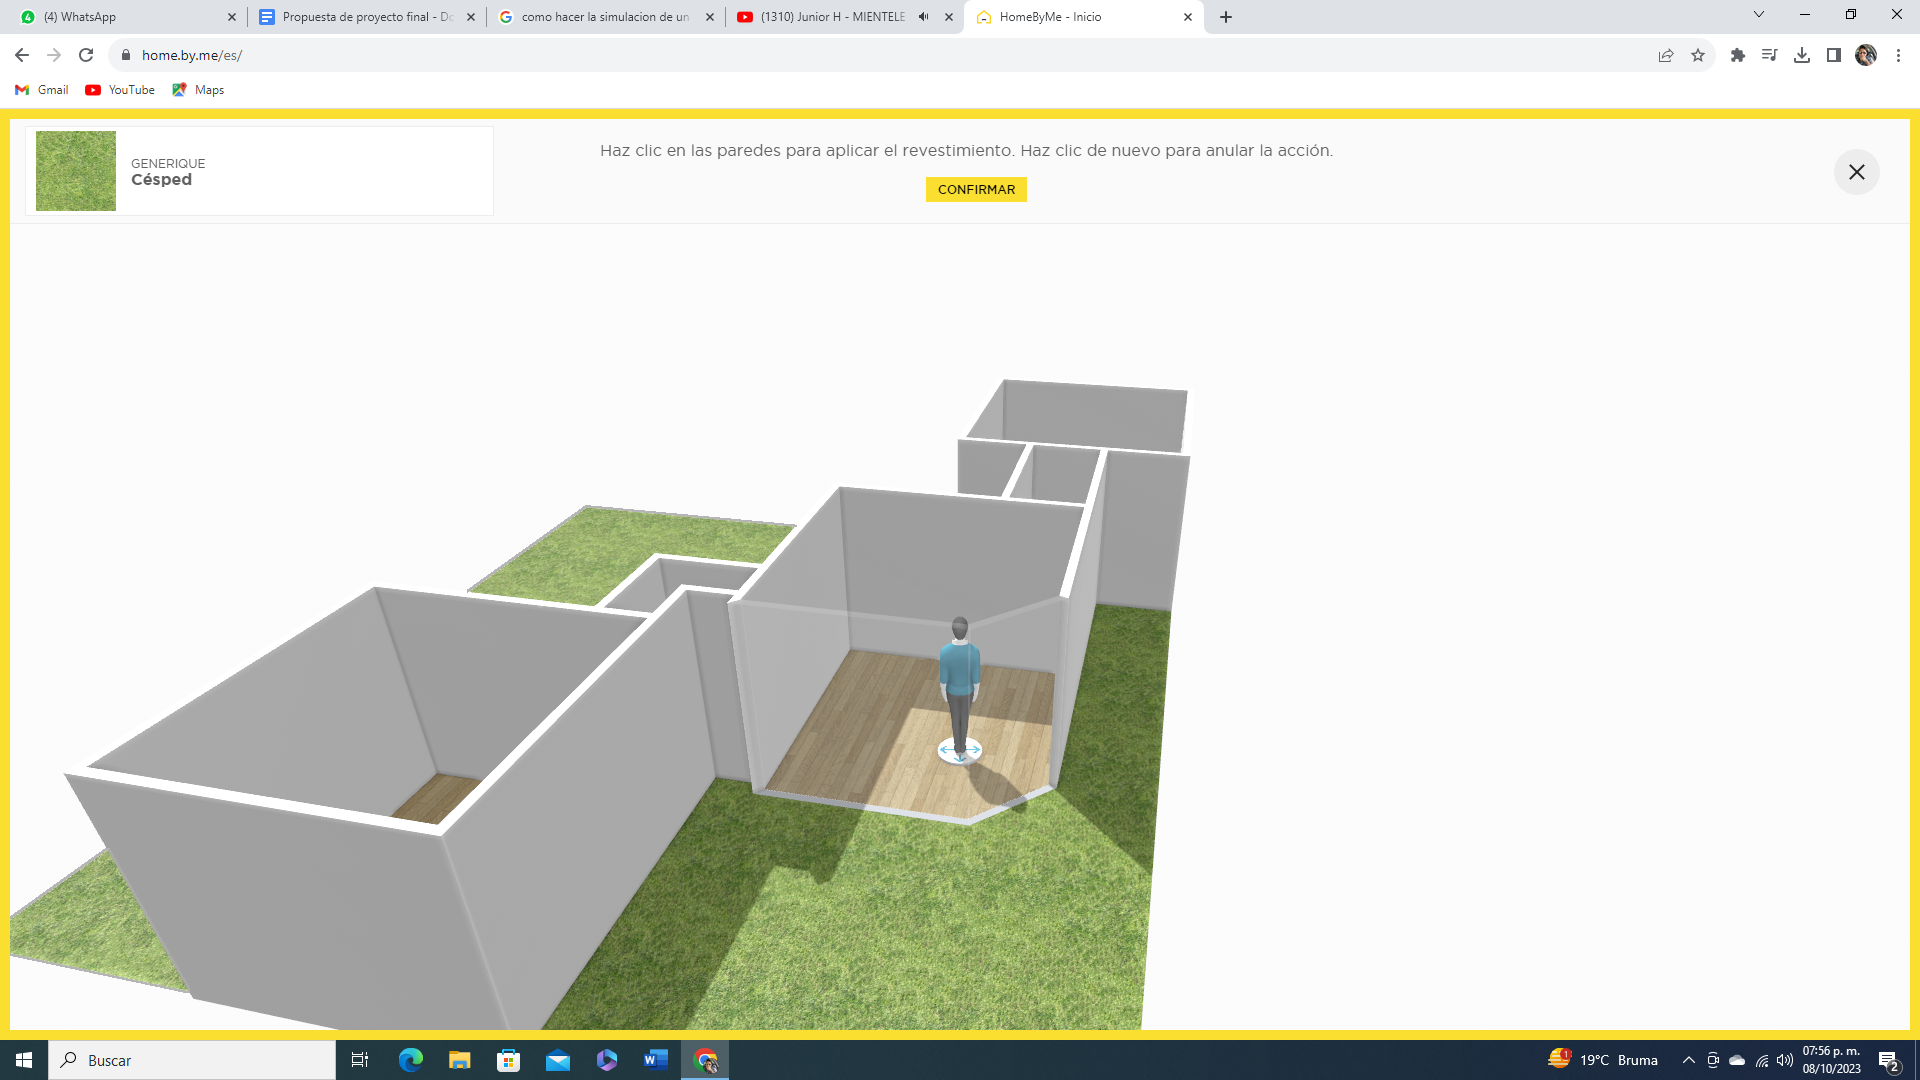 (4) WhatsApp
Propuesta de proyecto final - Dc
como hacer la simulacion de un
(1310) Junior H - MIENTELE
HomeByMe - Inicio
home.by.me/es/
Gmail
YouTube
Maps
GENERIQUE
Césped
Haz clic en las paredes para aplicar el revestimiento. Haz clic de nuevo para anular la acción.
CONFIRMAR
Buscar
19°C Bruma
07:56 p. m.
08/10/2023
2